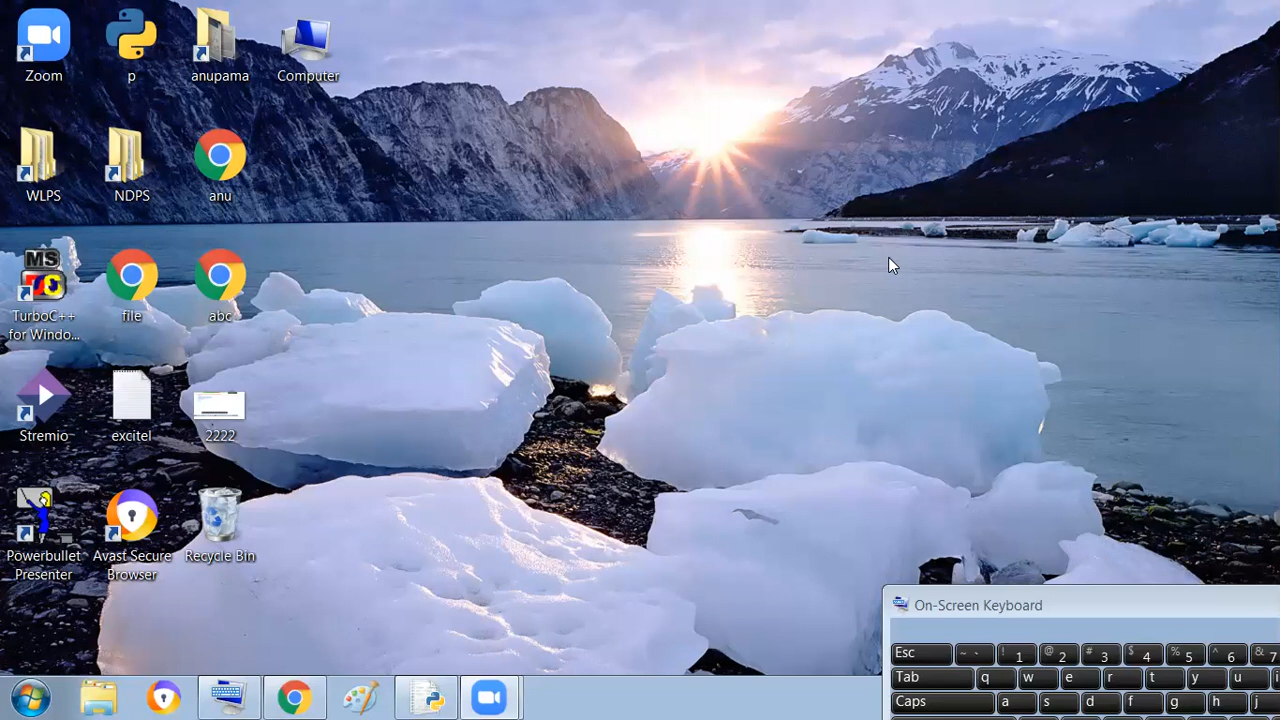 Zoom
p
anupama
Computer
WLPS
NDPS
anu
MS
TurboC++
for Windo...
file
abc
Stremio
excitel
2222
Powerbullet
Presenter
Avast Secure
Browser
Recycle Bin
On-Screen Keyboard
Esc ~ ` ! 1 @ 2 # 3 $ 4 % 5 ^ 6 & 7
Tab q w e r t y u i
Caps a s d f g h j